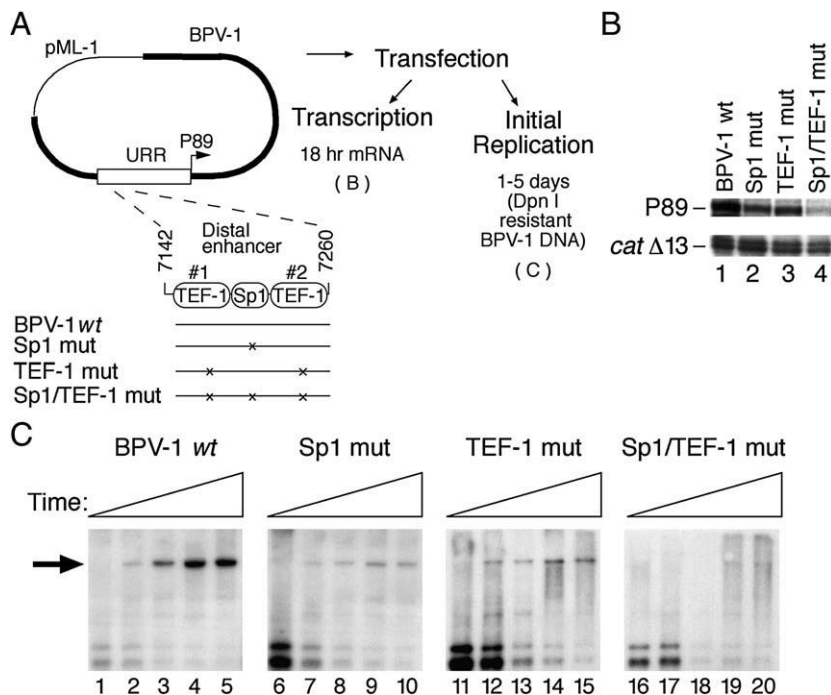 A
pML-1
BPV-1
URR
P89
Transfection
Transcription
18 hr mRNA
( B )
Initial
Replication
1-5 days
(Dpn I
resistant
BPV-1 DNA)
( C )
7142
Distal
enhancer
7260
#1
#2
TEF-1
Sp1
TEF-1
BPV-1 wt
Sp1 mut
TEF-1 mut
Sp1/TEF-1 mut
B
BPV-1 wt
Sp1 mut
TEF-1 mut
Sp1/TEF-1 mut
P89
cat Δ13
1 2 3 4
C
BPV-1 wt
Sp1 mut
TEF-1 mut
Sp1/TEF-1 mut
Time:
1 2 3 4 5 6 7 8 9 10 11 12 13 14 15 16 17 18 19 20